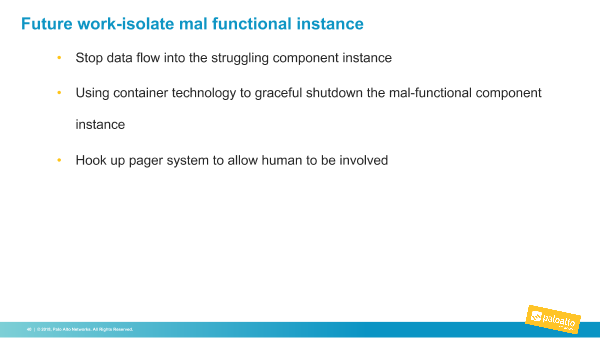 Future work-isolate mal functional instance
• Stop data flow into the struggling component instance
• Using container technology to graceful shutdown the mal-functional component
instance
• Hook up pager system to allow human to be involved
paloalto
© 2016, Palo Alto Networks. All Rights Reserved.